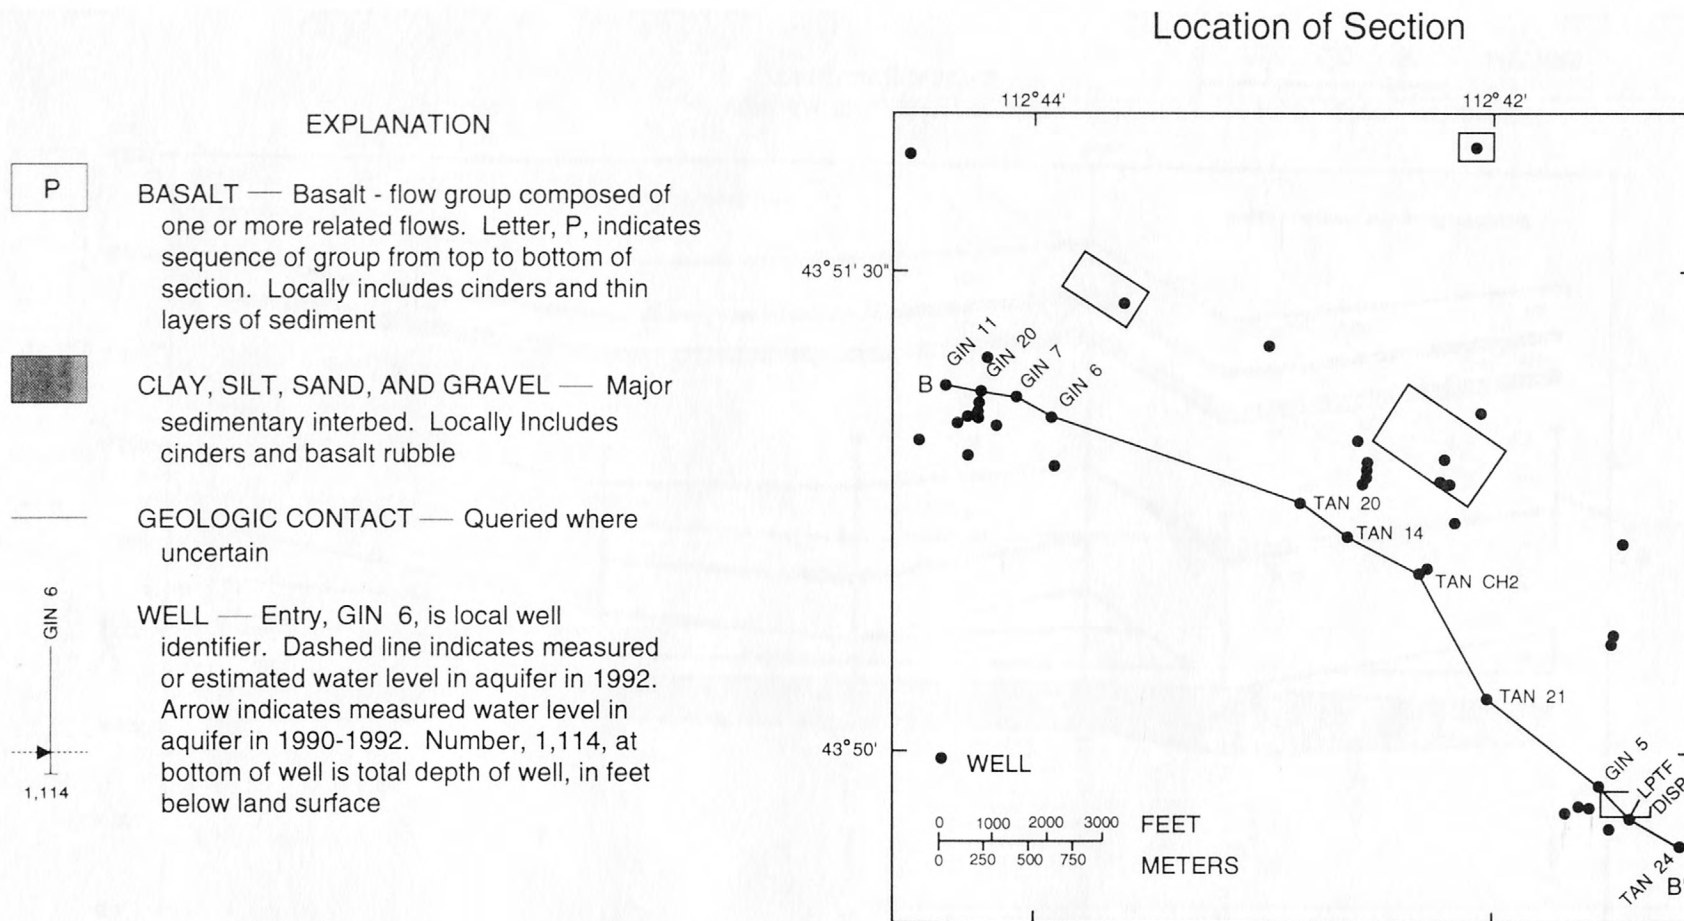 Location of Section
EXPLANATION
P
BASALT — Basalt - flow group composed of
one or more related flows. Letter, P, indicates
sequence of group from top to bottom of
section. Locally includes cinders and thin
layers of sediment
CLAY, SILT, SAND, AND GRAVEL — Major
sedimentary interbed. Locally Includes
cinders and basalt rubble
GEOLOGIC CONTACT — Queried where
uncertain
GIN 6
1,114
WELL — Entry, GIN 6, is local well
identifier. Dashed line indicates measured
or estimated water level in aquifer in 1992.
Arrow indicates measured water level in
aquifer in 1990-1992. Number, 1,114, at
bottom of well is total depth of well, in feet
below land surface
112°44'
112°42'
43°51' 30"
43°50'
B
GIN 11
GIN 20
GIN 7
GIN 6
TAN 20
TAN 14
TAN CH2
TAN 21
GIN 5
LPTF
DISP
TAN 24
B'
WELL
0 1000 2000 3000 FEET
0 250 500 750 METERS